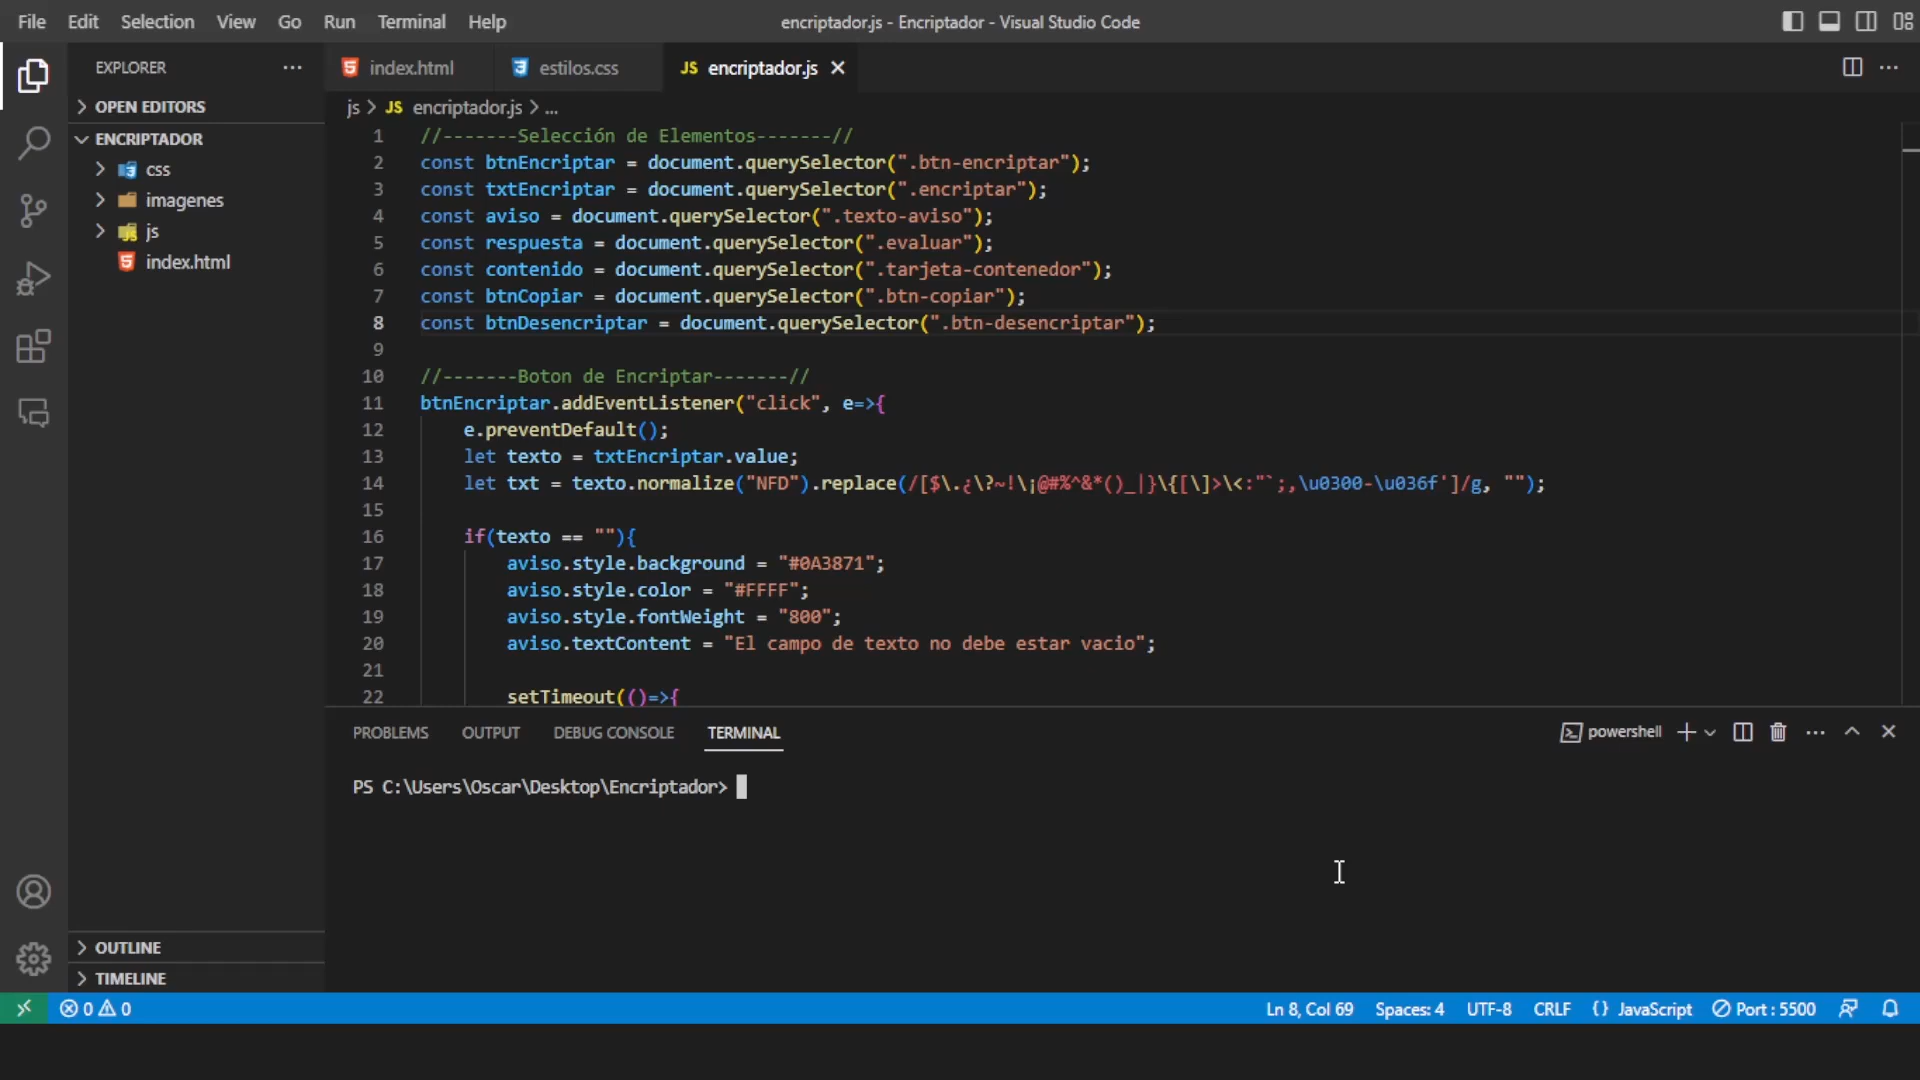 File Edit Selection View Go Run Terminal Help
encriptador.js - Encriptador - Visual Studio Code
EXPLORER
OPEN EDITORS
ENCRIPTADOR
css
imagenes
js
index.html
OUTLINE
TIMELINE
index.html estilos.css JS encriptador.js
js > JS encriptador.js > ...
1 //-------Selección de Elementos-------//
2 const btnEncriptar = document.querySelector(".btn-encriptar");
3 const txtEncriptar = document.querySelector(".encriptar");
4 const aviso = document.querySelector(".texto-aviso");
5 const respuesta = document.querySelector(".evaluar");
6 const contenido = document.querySelector(".tarjeta-contenedor");
7 const btnCopiar = document.querySelector(".btn-copiar");
8 const btnDesencriptar = document.querySelector(".btn-desencriptar");
9
10 //-------Boton de Encriptar-------//
11 btnEncriptar.addEventListener("click", e=>{
12 e.preventDefault();
13 let texto = txtEncriptar.value;
14 let txt = texto.normalize("NFD").replace(/[$\.¿\?~!\¡@#%^&*()_|}\{[\]>\<:"`;,\u0300-\u036f']/g, "");
15
16 if(texto == ""){
17 aviso.style.background = "#0A3871";
18 aviso.style.color = "#FFFF";
19 aviso.style.fontWeight = "800";
20 aviso.textContent = "El campo de texto no debe estar vacio";
21
22 setTimeout(()=>{
PROBLEMS OUTPUT DEBUG CONSOLE TERMINAL
powershell
PS C:\Users\Oscar\Desktop\Encriptador>
0 0
Ln 8, Col 69 Spaces: 4 UTF-8 CRLF {} JavaScript Port : 5500